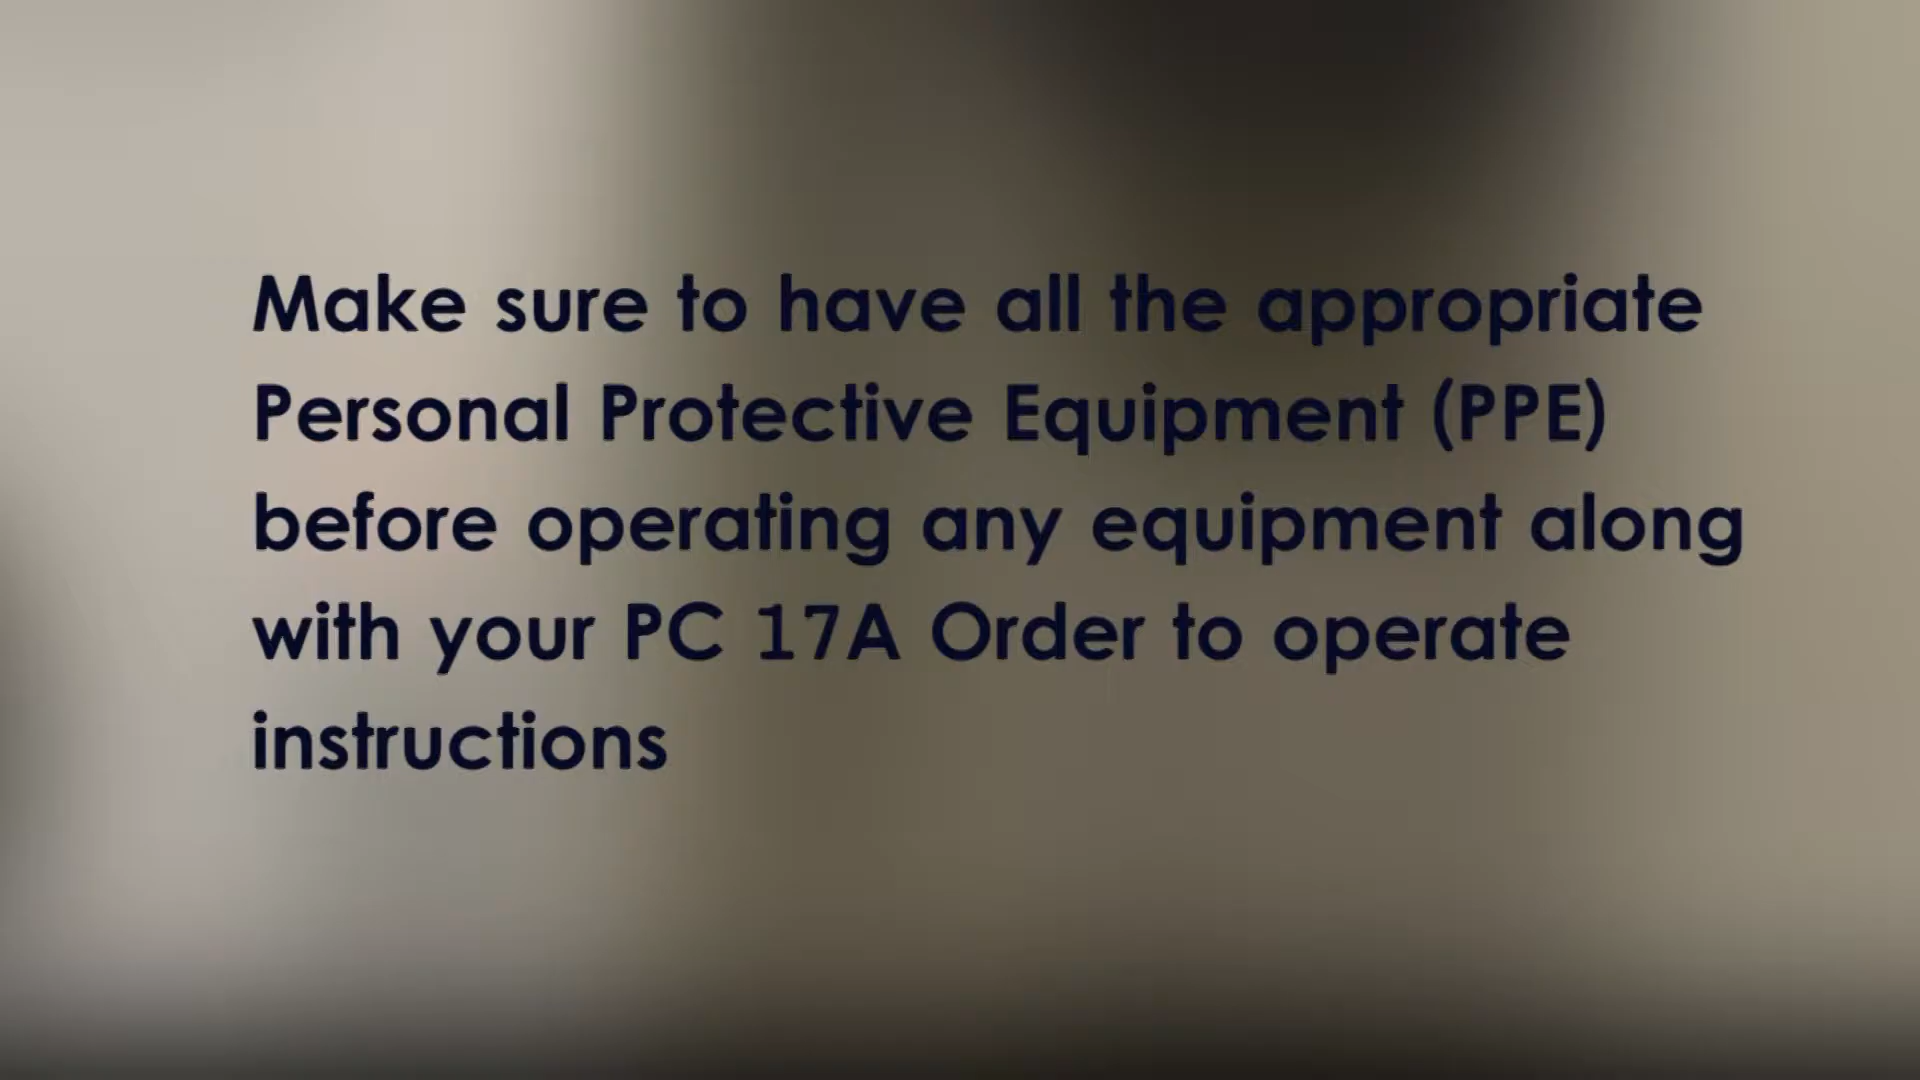 Make sure to have all the appropriate
Personal Protective Equipment (PPE)
before operating any equipment along
with your PC 17A Order to operate
instructions